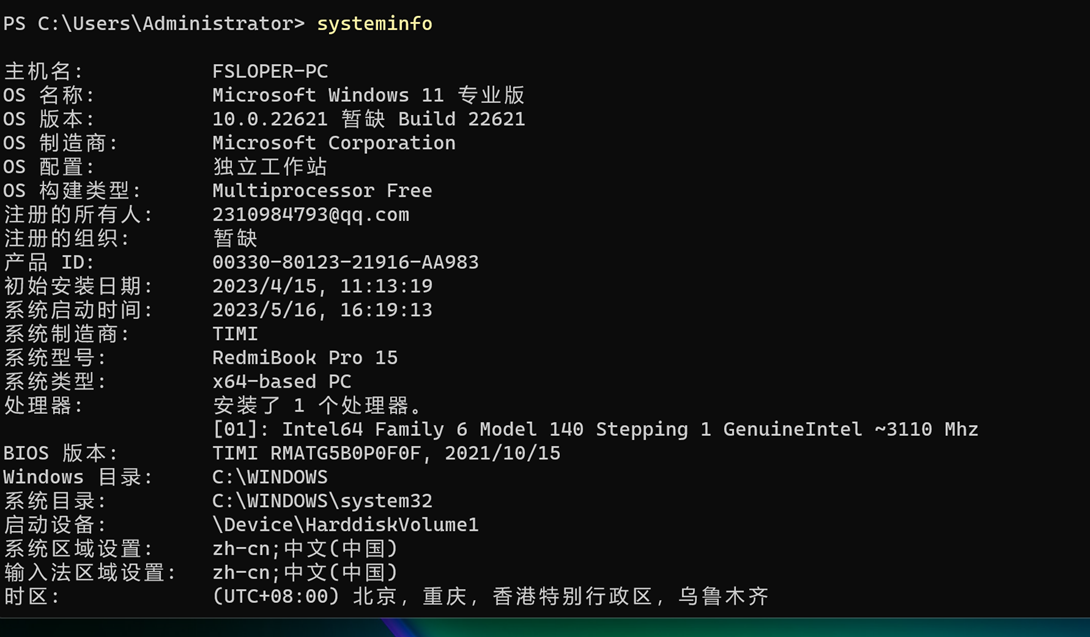 PS C:\Users\Administrator> systeminfo
主机名: FSLOPER-PC
OS 名称: Microsoft Windows 11 专业版
OS 版本: 10.0.22621 暂缺 Build 22621
OS 制造商: Microsoft Corporation
OS 配置: 独立工作站
OS 构建类型: Multiprocessor Free
注册的所有人: 2310984793@qq.com
注册的组织: 暂缺
产品 ID: 00330-80123-21916-AA983
初始安装日期: 2023/4/15, 11:13:19
系统启动时间: 2023/5/16, 16:19:13
系统制造商: TIMI
系统型号: RedmiBook Pro 15
系统类型: x64-based PC
处理器: 安装了 1 个处理器。
[01]: Intel64 Family 6 Model 140 Stepping 1 GenuineIntel ~3110 Mhz
BIOS 版本: TIMI RMATG5B0P0F0F, 2021/10/15
Windows 目录: C:\WINDOWS
系统目录: C:\WINDOWS\system32
启动设备: \Device\HarddiskVolume1
系统区域设置: zh-cn;中文(中国)
输入法区域设置: zh-cn;中文(中国)
时区: (UTC+08:00) 北京，重庆，香港特别行政区，乌鲁木齐